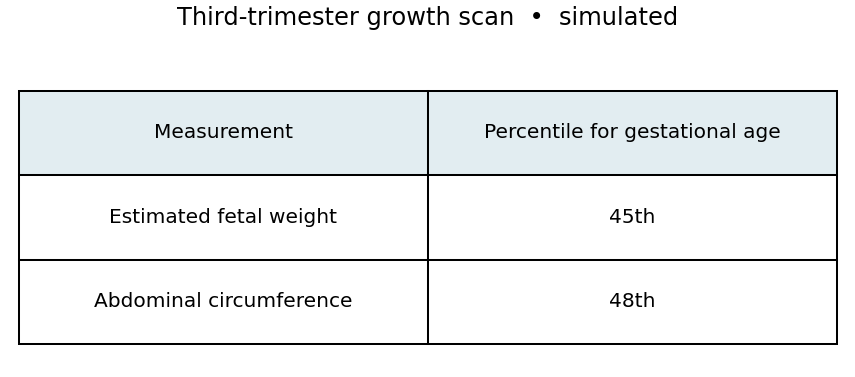 Third-trimester growth scan • simulated
Measurement Percentile for gestational age
Estimated fetal weight 45th
Abdominal circumference 48th